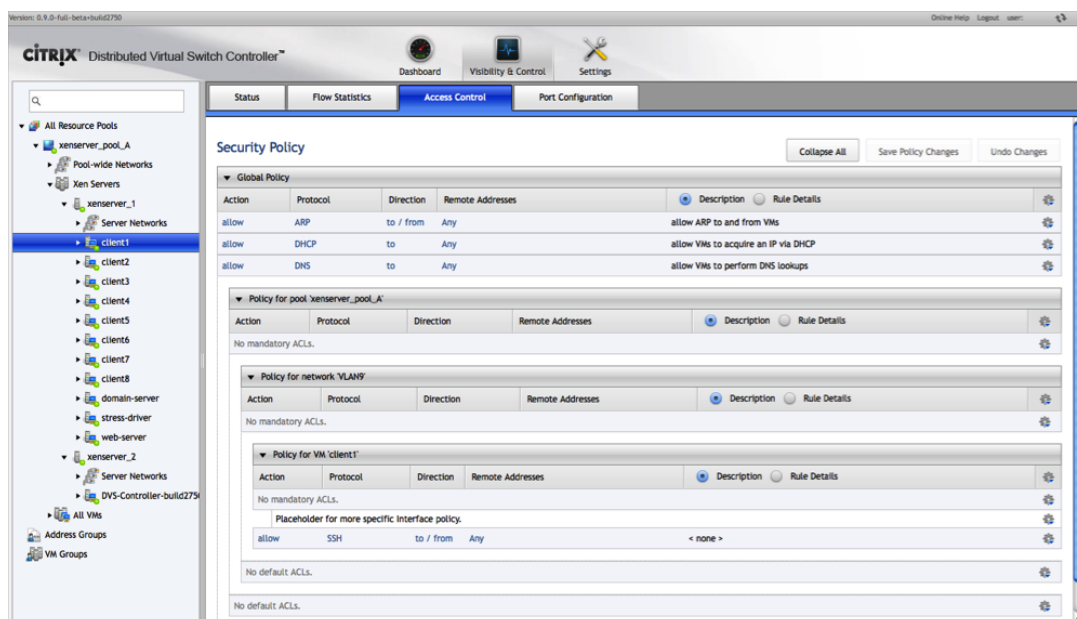 Version: 0.9.0-full-beta+build2750
Online Help Logout user:
CITRIX Distributed Virtual Switch Controller™
Dashboard Visibility & Control Settings
Status Flow Statistics Access Control Port Configuration
All Resource Pools
xenserver_pool_A
Pool-wide Networks
Xen Servers
xenserver_1
Server Networks
client1
client2
client3
client4
client5
client6
client7
client8
domain-server
stress-driver
web-server
xenserver_2
Server Networks
DVS-Controller-build275
All VMs
Address Groups
VM Groups
Security Policy
Collapse All Save Policy Changes Undo Changes
Global Policy
Action Protocol Direction Remote Addresses Description Rule Details
allow ARP to / from Any allow ARP to and from VMs
allow DHCP to Any allow VMs to acquire an IP via DHCP
allow DNS to Any allow VMs to perform DNS lookups
Policy for pool 'xenserver_pool_A'
Action Protocol Direction Remote Addresses Description Rule Details
No mandatory ACLs.
Policy for network 'VLAN9'
Action Protocol Direction Remote Addresses Description Rule Details
No mandatory ACLs.
Policy for VM 'client1'
Action Protocol Direction Remote Addresses Description Rule Details
No mandatory ACLs.
Placeholder for more specific Interface policy.
allow SSH to / from Any < none >
No default ACLs.
No default ACLs.